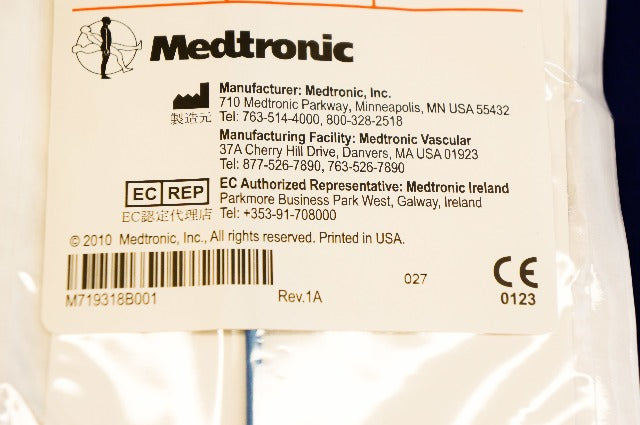 Medtronic
Manufacturer: Medtronic, Inc.
710 Medtronic Parkway, Minneapolis, MN USA 55432
製造元 Tel: 763-514-4000, 800-328-2518
Manufacturing Facility: Medtronic Vascular
37A Cherry Hill Drive, Danvers, MA USA 01923
Tel: 877-526-7890, 763-526-7890
EC REP EC Authorized Representative: Medtronic Ireland
Parkmore Business Park West, Galway, Ireland
EC認定代理店 Tel: +353-91-708000
© 2010 Medtronic, Inc., All rights reserved. Printed in USA.
M719318B001 Rev.1A 027 CE 0123